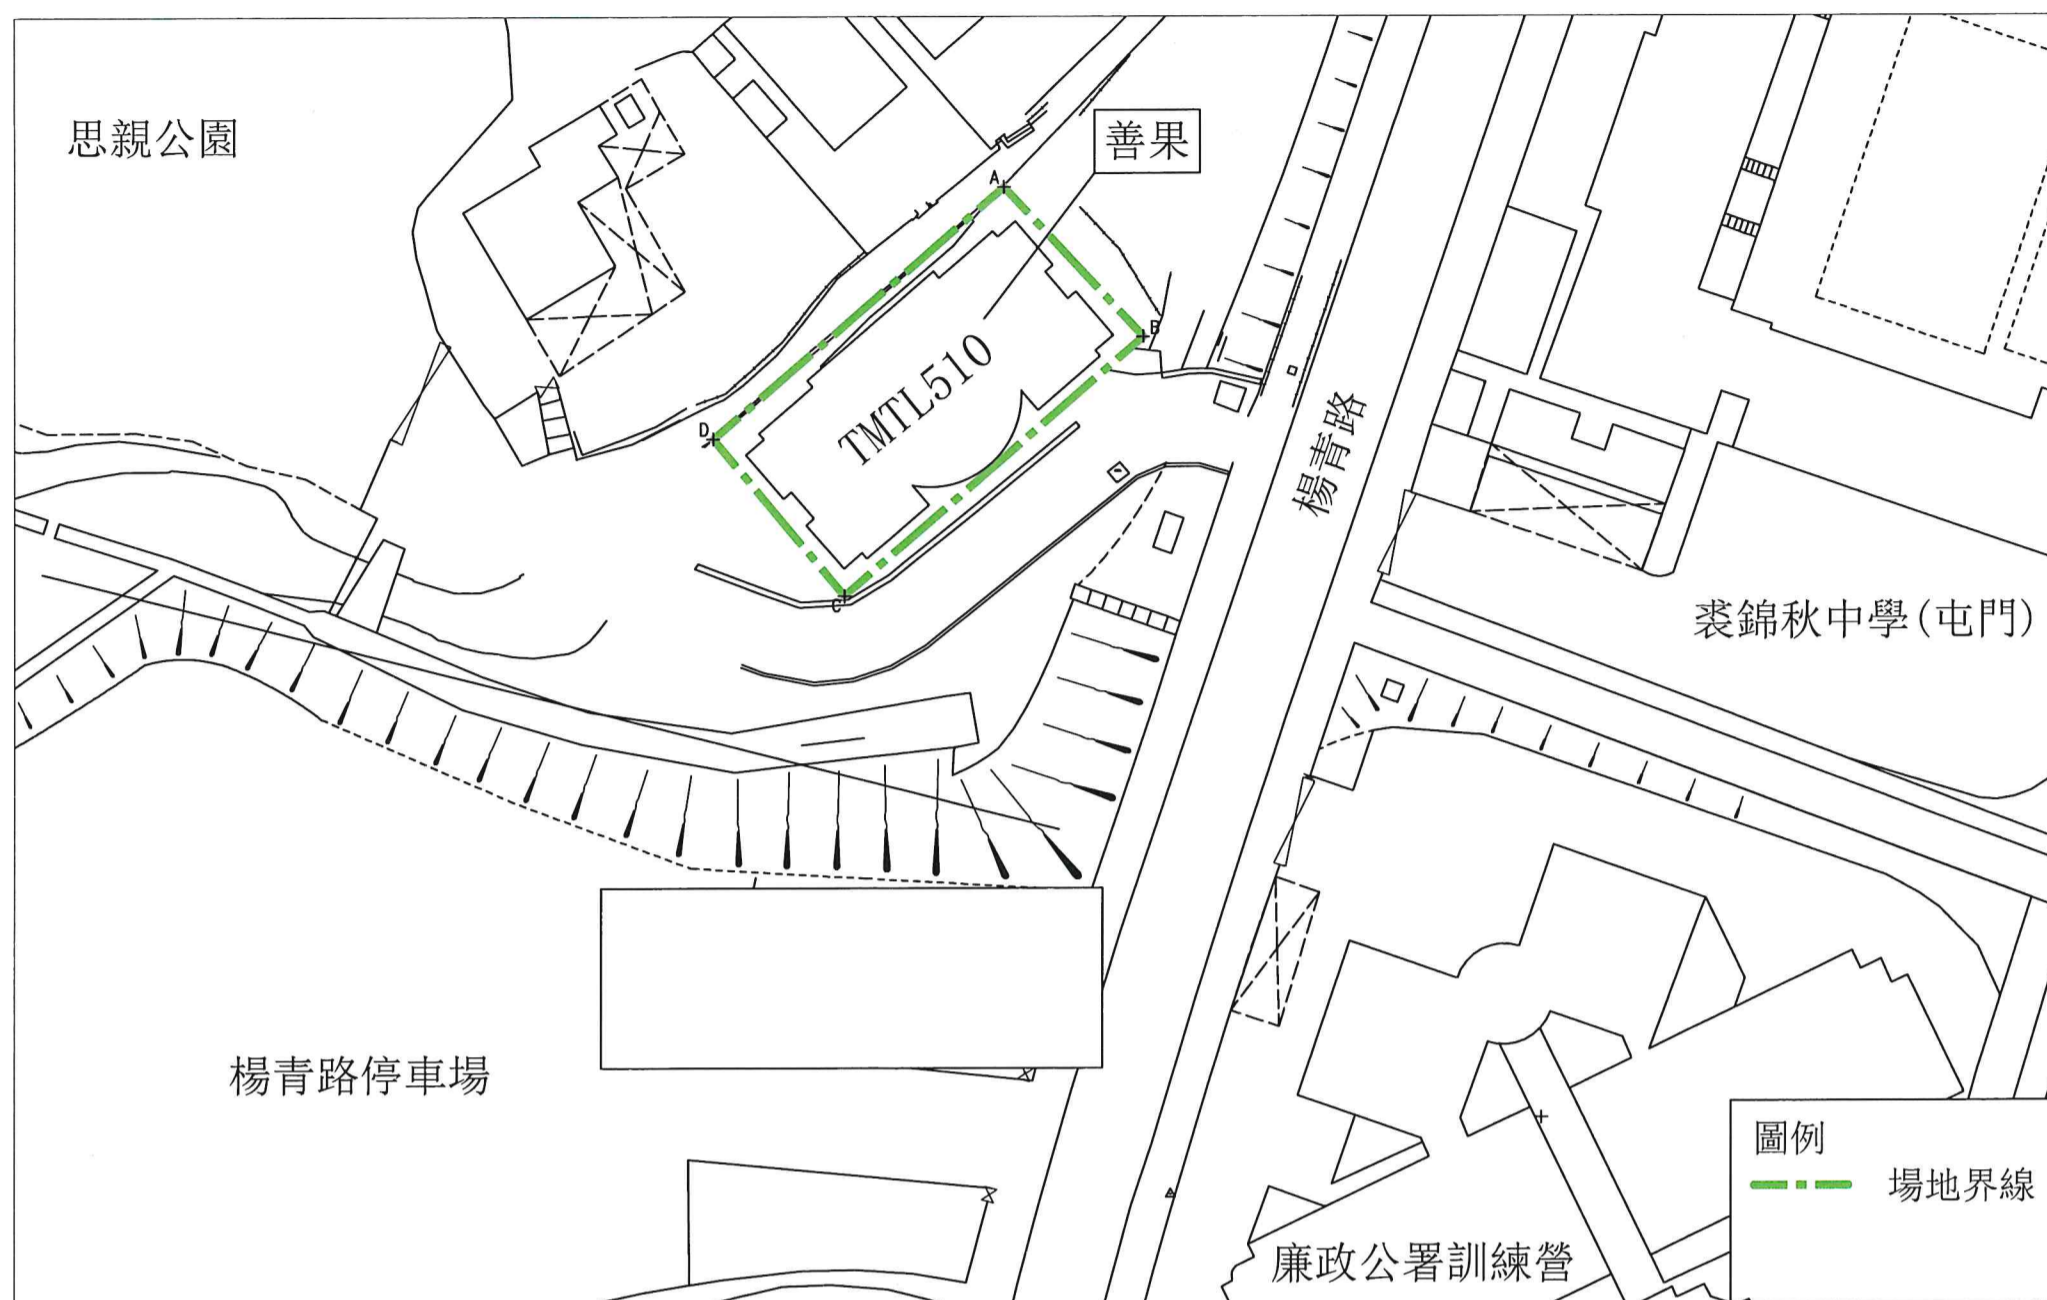 思親公園
善果
A
B
TMTL510
D
C
楊青路
裘錦秋中學(屯門)
楊青路停車場
圖例
場地界線
廉政公署訓練營